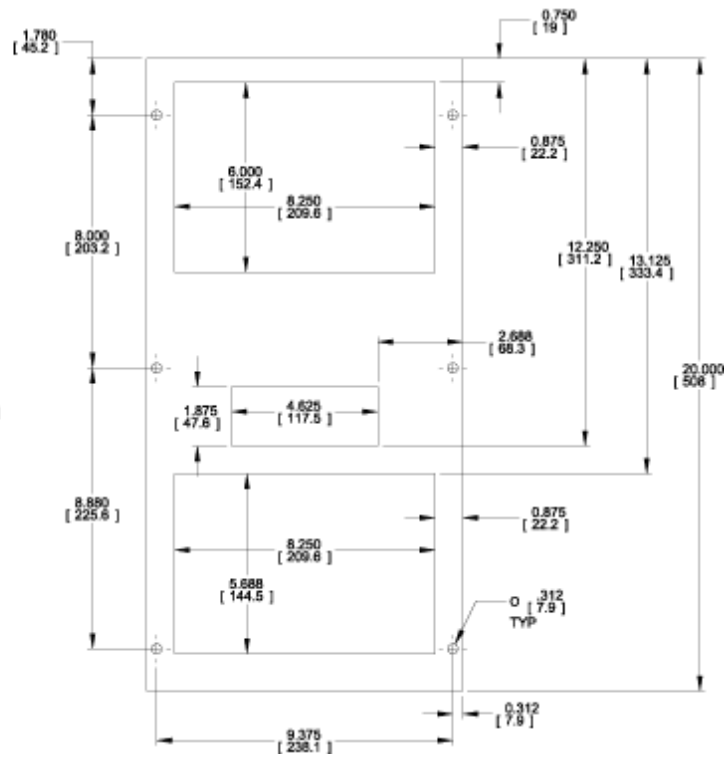 0.750
[ 19 ]
1.780
[ 45.2 ]
0.875
[ 22.2 ]
6.000
[ 152.4 ]
8.250
[ 209.6 ]
8.000
[ 203.2 ]
12.250
[ 311.2 ]
13.125
[ 333.4 ]
2.688
[ 68.3 ]
20.000
[ 508 ]
1.875
[ 47.6 ]
4.625
[ 117.5 ]
8.880
[ 225.6 ]
0.875
[ 22.2 ]
8.250
[ 209.6 ]
5.688
[ 144.5 ]
O .312
[ 7.9 ]
TYP
0.312
[ 7.9 ]
9.375
[ 238.1 ]